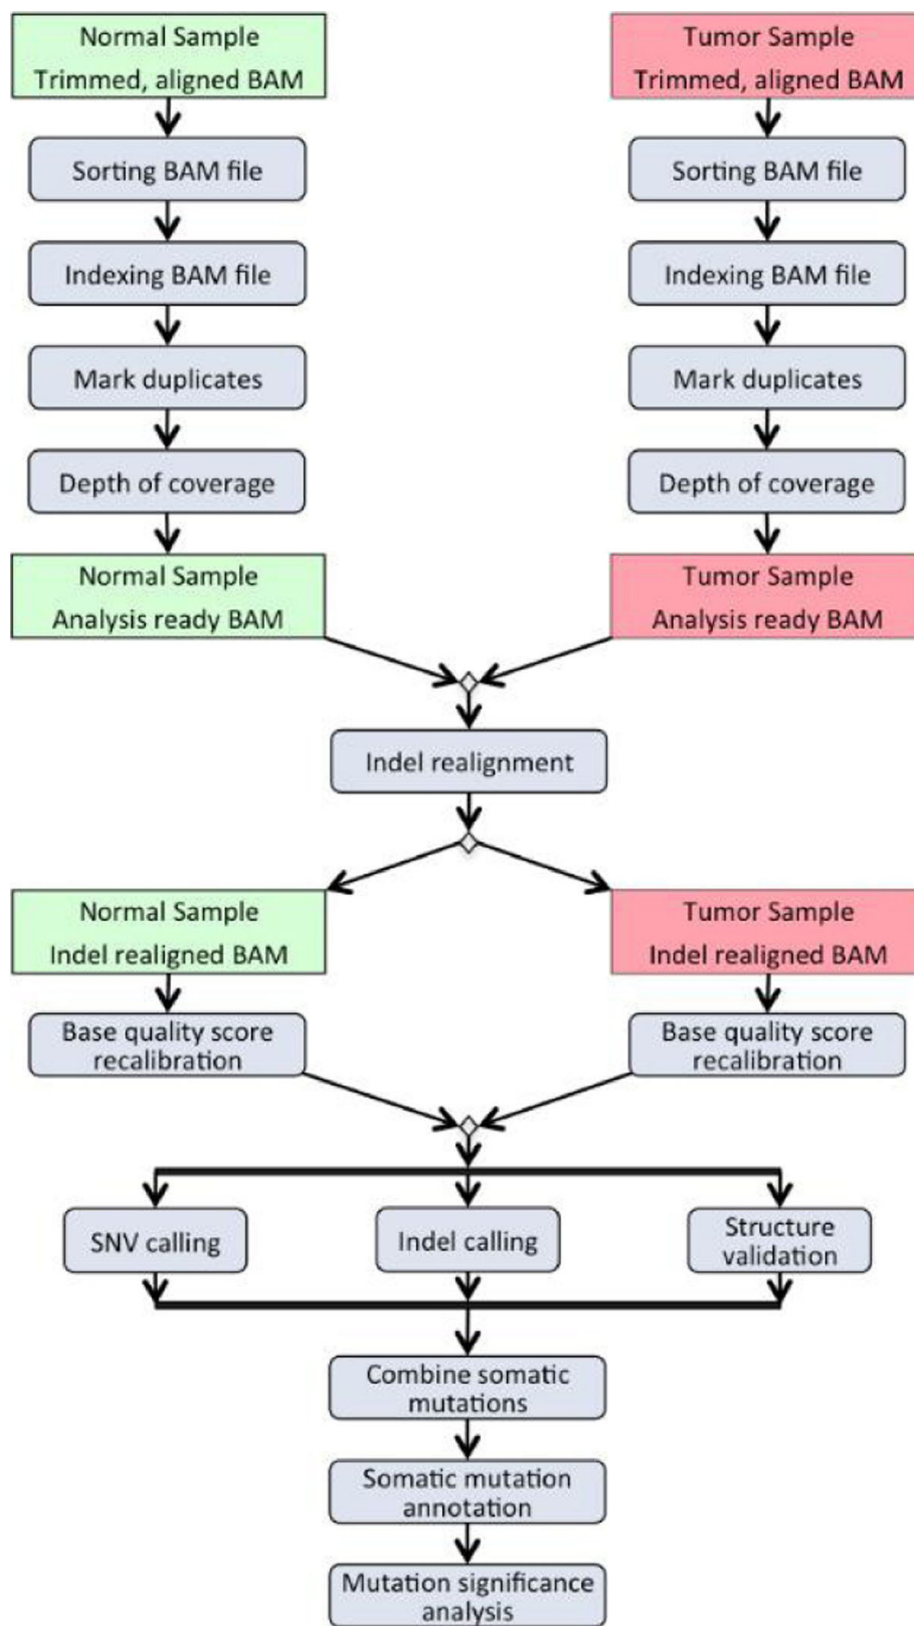 Normal Sample
Trimmed, aligned BAM
Tumor Sample
Trimmed, aligned BAM
Sorting BAM file
Sorting BAM file
Indexing BAM file
Indexing BAM file
Mark duplicates
Mark duplicates
Depth of coverage
Depth of coverage
Normal Sample
Analysis ready BAM
Tumor Sample
Analysis ready BAM
Indel realignment
Normal Sample
Indel realigned BAM
Tumor Sample
Indel realigned BAM
Base quality score
recalibration
Base quality score
recalibration
SNV calling
Indel calling
Structure
validation
Combine somatic
mutations
Somatic mutation
annotation
Mutation significance
analysis